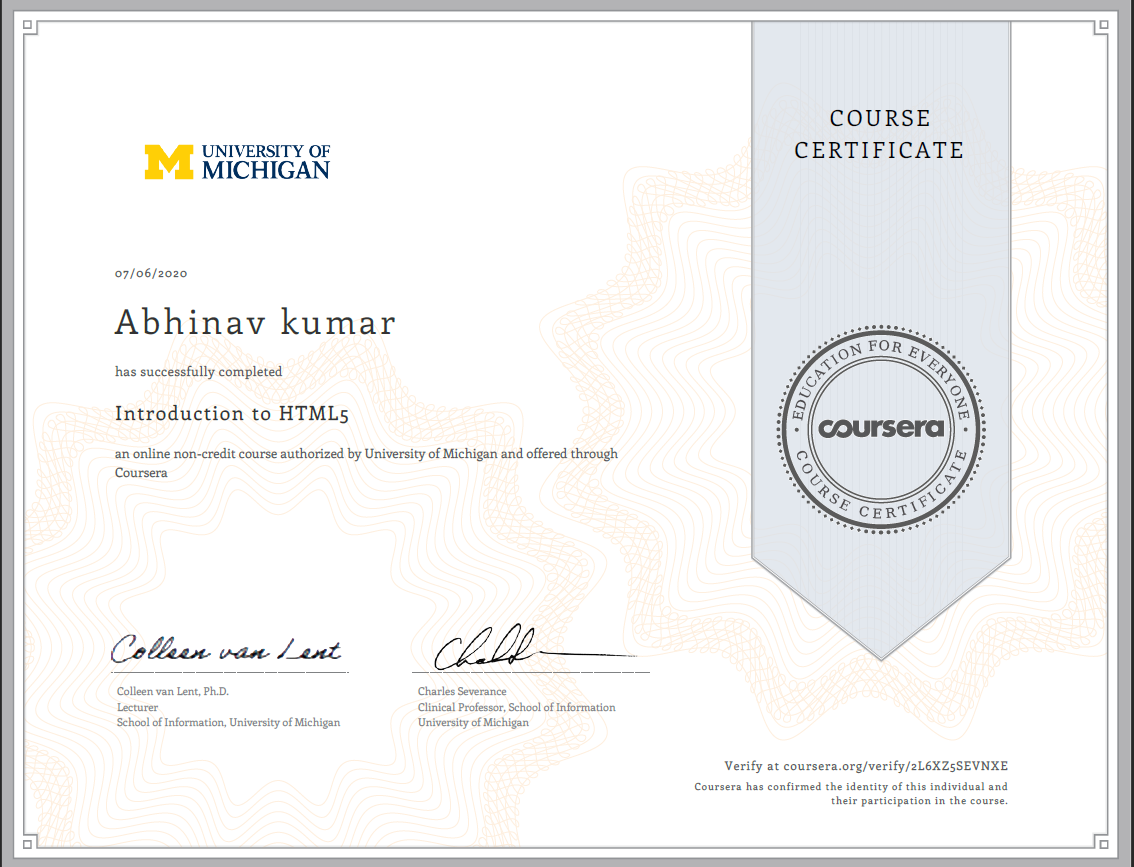 UNIVERSITY OF
MICHIGAN
COURSE
CERTIFICATE
07/06/2020
Abhinav kumar
has successfully completed
Introduction to HTML5
an online non-credit course authorized by University of Michigan and offered through
Coursera
EDUCATION FOR EVERYONE
coursera
COURSE CERTIFICATE
Colleen van Lent
Colleen van Lent, Ph.D.
Lecturer
School of Information, University of Michigan
Charles Severance
Clinical Professor, School of Information
University of Michigan
Verify at coursera.org/verify/2L6XZ5SEVNXE
Coursera has confirmed the identity of this individual and
their participation in the course.